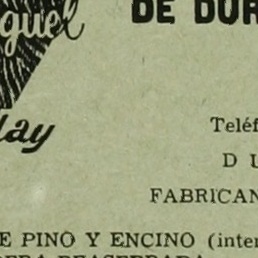 guel
DE DUR
lay
Teléf
D U
FABRICAN
E PINO Y ENCINO (inter